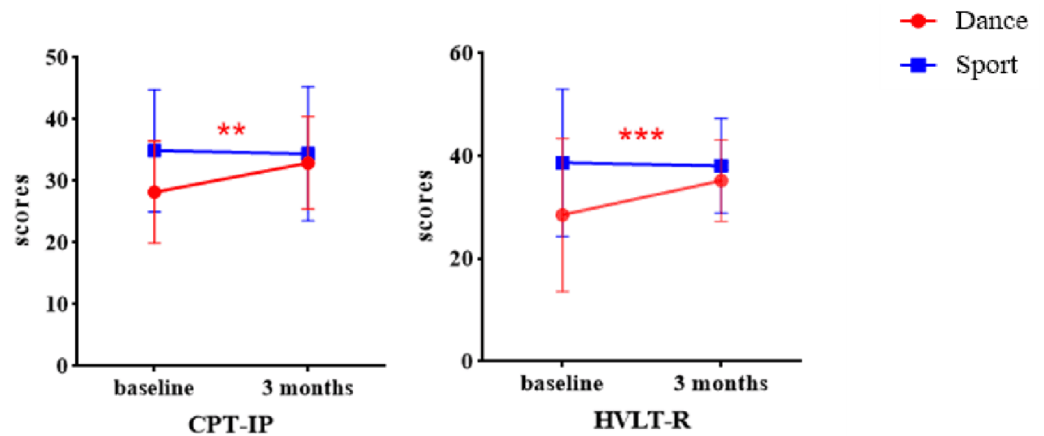 Dance
Sport
50
40
30
20
10
0
scores
**
baseline
3 months
CPT-IP
60
40
20
0
scores
***
baseline
3 months
HVLT-R